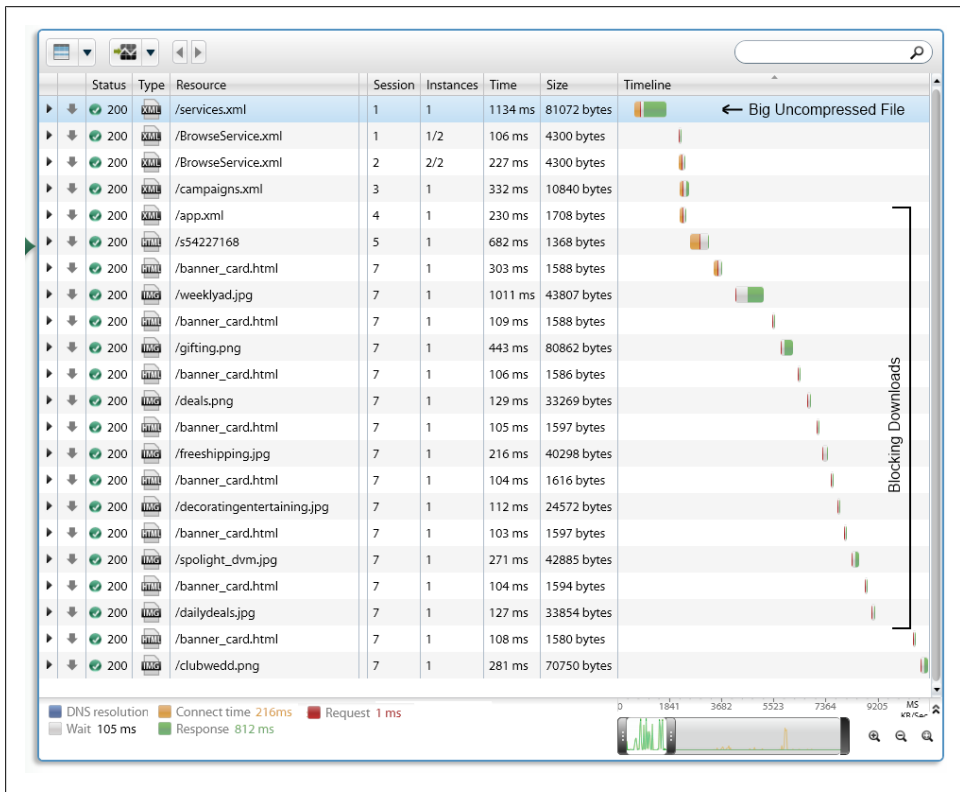 Status Type Resource Session Instances Time Size Timeline
200 XML /services.xml 1 1 1134 ms 81072 bytes ← Big Uncompressed File
200 XML /BrowseService.xml 1 1/2 106 ms 4300 bytes
200 XML /BrowseService.xml 2 2/2 227 ms 4300 bytes
200 XML /campaigns.xml 3 1 332 ms 10840 bytes
200 XML /app.xml 4 1 230 ms 1708 bytes
200 HTML /s54227168 5 1 682 ms 1368 bytes
200 HTML /banner_card.html 7 1 303 ms 1588 bytes
200 IMG /weeklyad.jpg 7 1 1011 ms 43807 bytes
200 HTML /banner_card.html 7 1 109 ms 1588 bytes
200 IMG /gifting.png 7 1 443 ms 80862 bytes
200 HTML /banner_card.html 7 1 106 ms 1586 bytes
200 IMG /deals.png 7 1 129 ms 33269 bytes
200 HTML /banner_card.html 7 1 105 ms 1597 bytes
200 IMG /freeshipping.jpg 7 1 216 ms 40298 bytes
200 HTML /banner_card.html 7 1 104 ms 1616 bytes
200 IMG /decoratingentertaining.jpg 7 1 112 ms 24572 bytes
200 HTML /banner_card.html 7 1 103 ms 1597 bytes
200 IMG /spolight_dvm.jpg 7 1 271 ms 42885 bytes
200 HTML /banner_card.html 7 1 104 ms 1594 bytes
200 IMG /dailydeals.jpg 7 1 127 ms 33854 bytes
200 HTML /banner_card.html 7 1 108 ms 1580 bytes
200 IMG /clubwedd.png 7 1 281 ms 70750 bytes
Blocking Downloads
DNS resolution Connect time 216ms Request 1 ms
Wait 105 ms Response 812 ms
0 1841 3682 5523 7364 9205 MS
KB/Sec